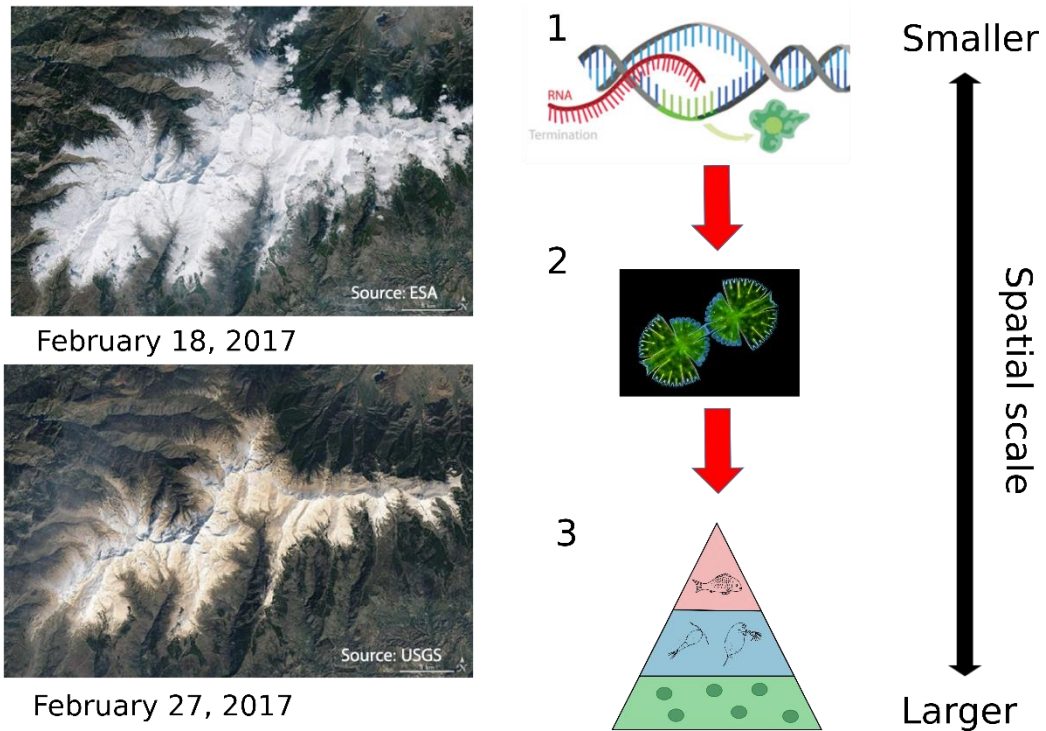 Source: ESA
February 18, 2017
Source: USGS
February 27, 2017
1
RNA
Termination
2
3
Smaller
Spatial scale
Larger